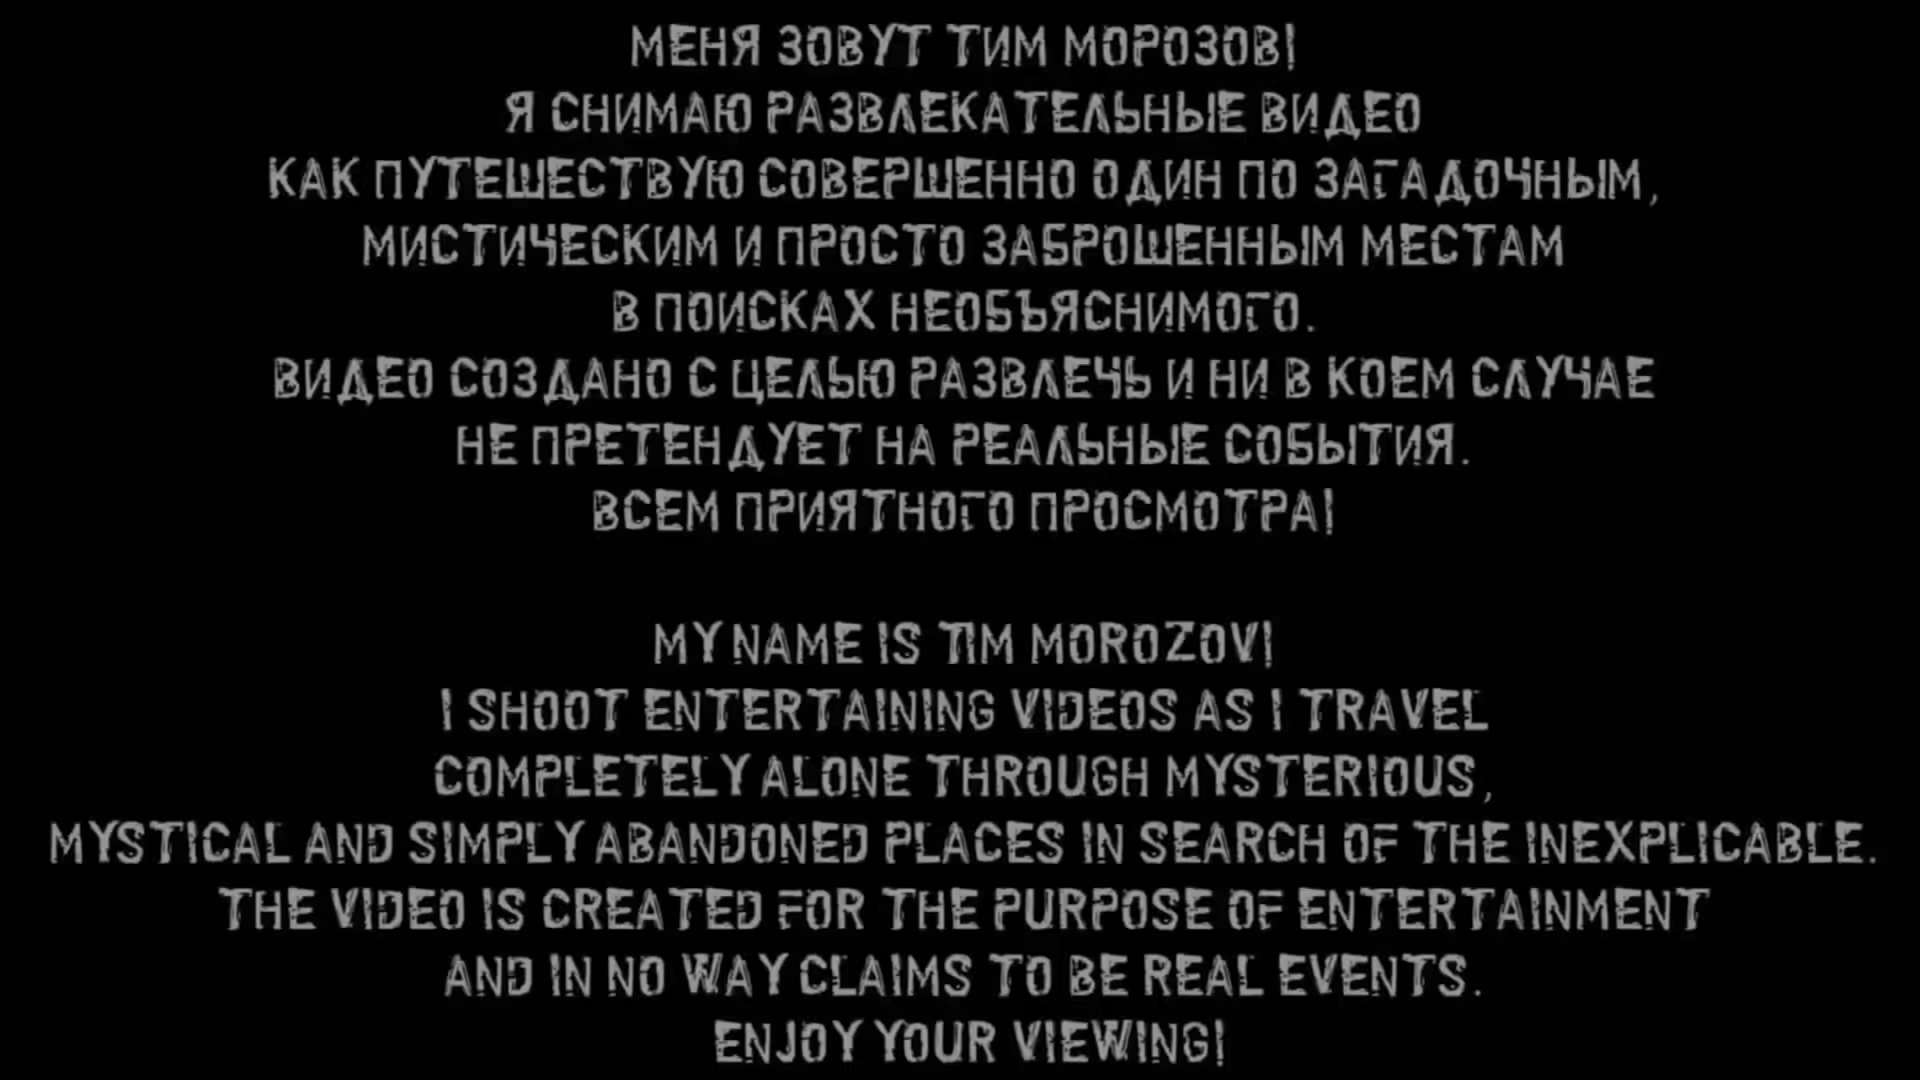 МЕНЯ ЗОВУТ ТИМ МОРОЗОВ!
Я СНИМАЮ РАЗВЛЕКАТЕЛЬНЫЕ ВИДЕО
КАК ПУТЕШЕСТВУЮ СОВЕРШЕННО ОДИН ПО ЗАГАДОЧНЫМ,
МИСТИЧЕСКИМ И ПРОСТО ЗАБРОШЕННЫМ МЕСТАМ
В ПОИСКАХ НЕОБЪЯСНИМОГО.
ВИДЕО СОЗДАНО С ЦЕЛЬЮ РАЗВЛЕЧЬ И НИ В КОЕМ СЛУЧАЕ
НЕ ПРЕТЕНДУЕТ НА РЕАЛЬНЫЕ СОБЫТИЯ.
ВСЕМ ПРИЯТНОГО ПРОСМОТРА!
MY NAME IS TIM MOROZOV!
I SHOOT ENTERTAINING VIDEOS AS I TRAVEL
COMPLETELY ALONE THROUGH MYSTERIOUS,
MYSTICAL AND SIMPLY ABANDONED PLACES IN SEARCH OF THE INEXPLICABLE.
THE VIDEO IS CREATED FOR THE PURPOSE OF ENTERTAINMENT
AND IN NO WAY CLAIMS TO BE REAL EVENTS.
ENJOY YOUR VIEWING!